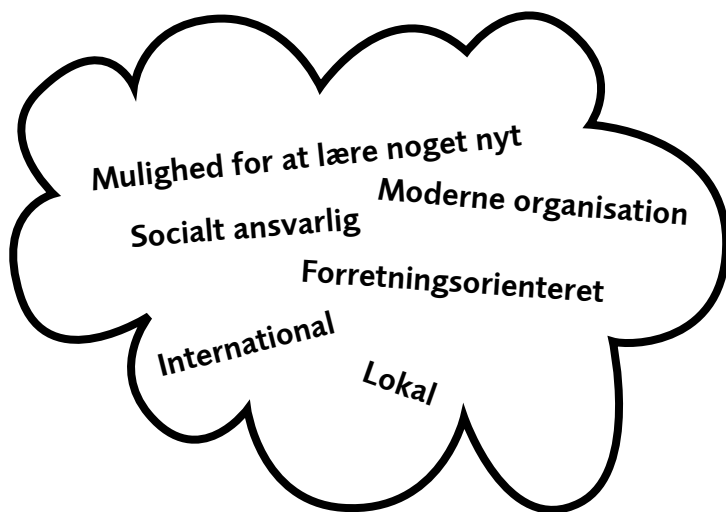 Mulighed for at lære noget nyt
Moderne organisation
Socialt ansvarlig
Forretningsorienteret
International
Lokal